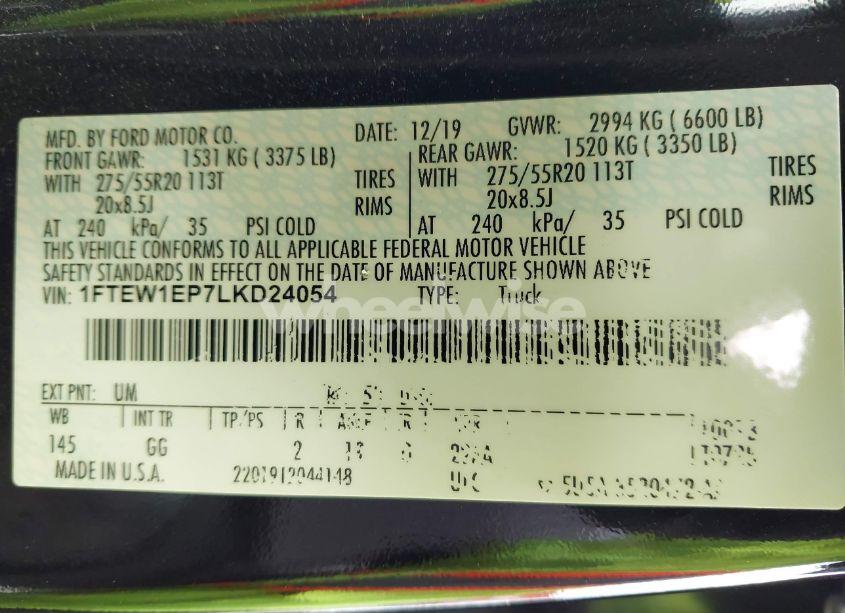 MFD. BY FORD MOTOR CO. DATE: 12/19 GVWR: 2994 KG ( 6600 LB)
FRONT GAWR: 1531 KG ( 3375 LB) REAR GAWR: 1520 KG ( 3350 LB)
WITH 275/55R20 113T TIRES WITH 275/55R20 113T TIRES
20x8.5J RIMS 20x8.5J RIMS
AT 240 kPa/ 35 PSI COLD AT 240 kPa/ 35 PSI COLD
THIS VEHICLE CONFORMS TO ALL APPLICABLE FEDERAL MOTOR VEHICLE
SAFETY STANDARDS IN EFFECT ON THE DATE OF MANUFACTURE SHOWN ABOVE
VIN: 1FTEW1EP7LKD24054 TYPE: Truck
wheelwise
EXT PNT: UM
WB INT TR TP/PS R
145 GG 2
MADE IN U.S.A.